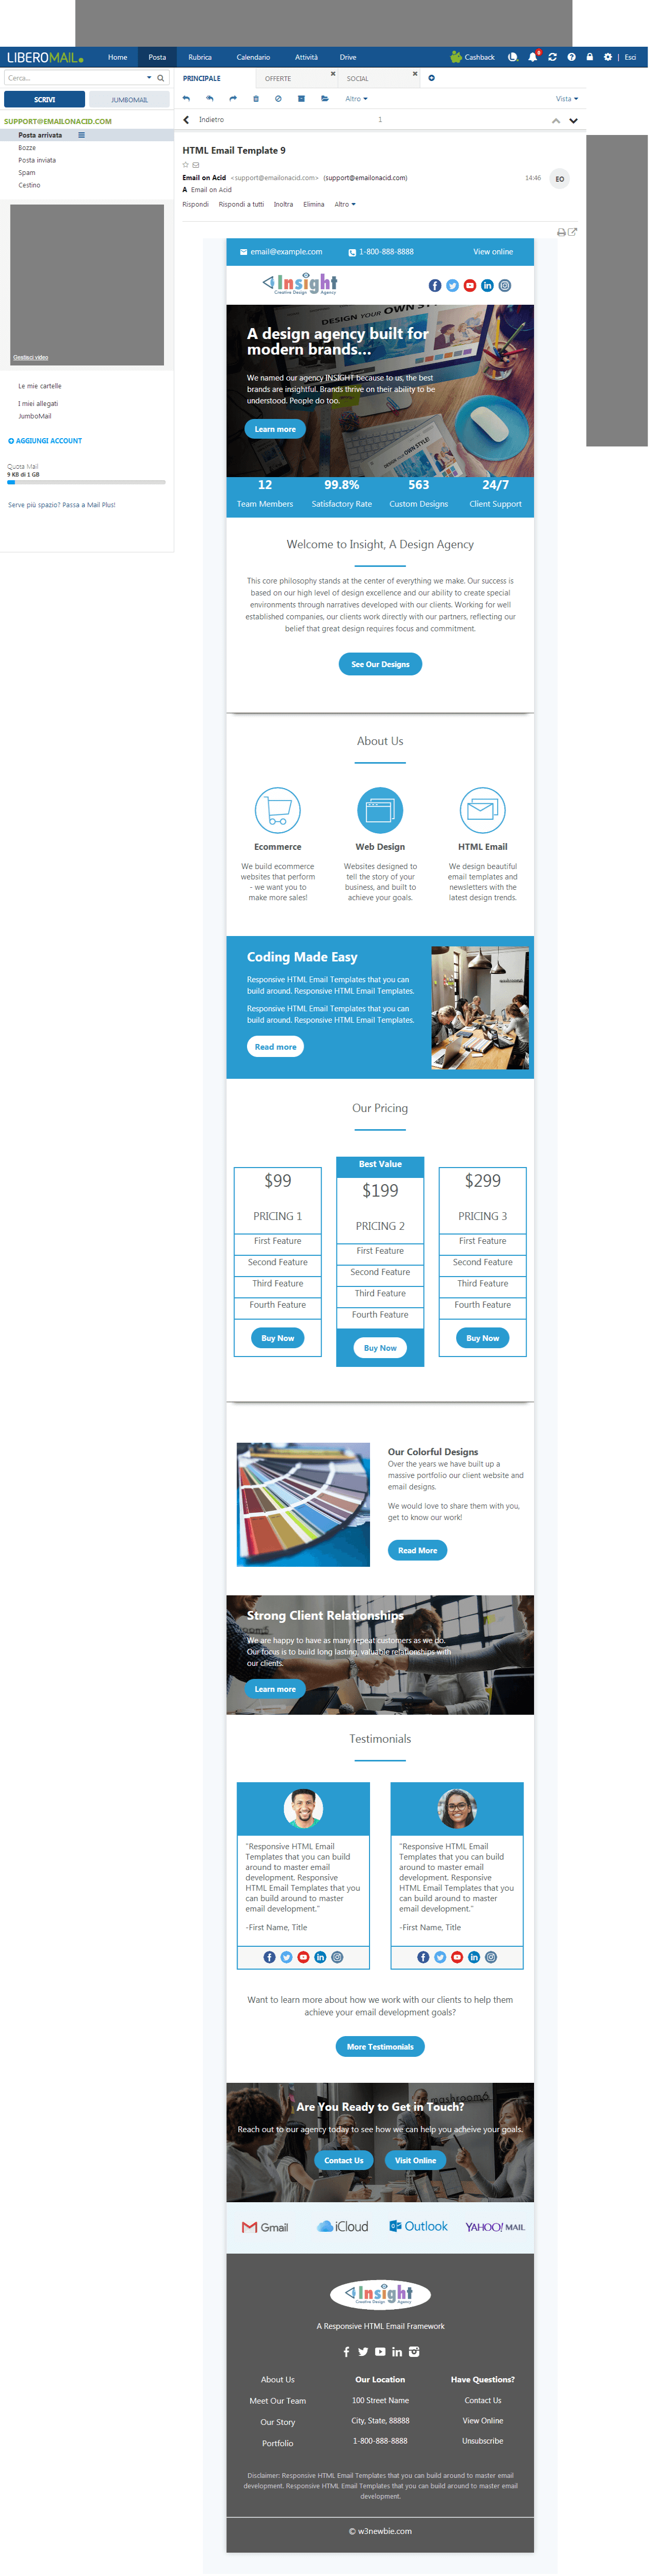 LIBEROMAIL
Home Posta Rubrica Calendario Attività Drive Cashback Esci
Cerca...
SCRIVI JUMBOMAIL
SUPPORT@EMAILONACID.COM
Posta arrivata
Bozze
Posta inviata
Spam
Cestino
Gestisci video
Le mie cartelle
I miei allegati
JumboMail
AGGIUNGI ACCOUNT
Quota Mail
9 KB di 1 GB
Serve più spazio? Passa a Mail Plus!
PRINCIPALE OFFERTE SOCIAL
Altro Vista
Indietro 1
HTML Email Template 9
Email on Acid <support@emailonacid.com> (support@emailonacid.com) 14:46 EO
A Email on Acid
Rispondi Rispondi a tutti Inoltra Elimina Altro
email@example.com 1-800-888-8888 View online
Insight
Creative Design Agency
A design agency built for
modern brands...
We named our agency INSIGHT because to us, the best
brands are insightful. Brands thrive on their ability to be
understood. People do too.
Learn more
12 99.8% 563 24/7
Team Members Satisfactory Rate Custom Designs Client Support
Welcome to Insight, A Design Agency
This core philosophy stands at the center of everything we make. Our success is
based on our high level of design excellence and our ability to create special
environments through narratives developed with our clients. Working for well
established companies, our clients work directly with our partners, reflecting our
belief that great design requires focus and commitment.
See Our Designs
About Us
Ecommerce
We build ecommerce
websites that perform
- we want you to
make more sales!
Web Design
Websites designed to
tell the story of your
business, and built to
achieve your goals.
HTML Email
We design beautiful
email templates and
newsletters with the
latest design trends.
Coding Made Easy
Responsive HTML Email Templates that you can
build around. Responsive HTML Email Templates.
Responsive HTML Email Templates that you can
build around. Responsive HTML Email Templates.
Read more
Our Pricing
$99
PRICING 1
First Feature
Second Feature
Third Feature
Fourth Feature
Buy Now
Best Value
$199
PRICING 2
First Feature
Second Feature
Third Feature
Fourth Feature
Buy Now
$299
PRICING 3
First Feature
Second Feature
Third Feature
Fourth Feature
Buy Now
Our Colorful Designs
Over the years we have built up a
massive portfolio our client website and
email designs.
We would love to share them with you,
get to know our work!
Read More
Strong Client Relationships
We are happy to have as many repeat customers as we do.
Our focus is to build long lasting, valuable relationships with
our clients.
Learn more
Testimonials
"Responsive HTML Email
Templates that you can build
around to master email
development. Responsive
HTML Email Templates that you
can build around to master
email development."
-First Name, Title
"Responsive HTML Email
Templates that you can build
around to master email
development. Responsive
HTML Email Templates that you
can build around to master
email development."
-First Name, Title
Want to learn more about how we work with our clients to help them
achieve your email development goals?
More Testimonials
Are You Ready to Get in Touch?
Reach out to our agency today to see how we can help you acheive your goals.
Contact Us Visit Online
Gmail iCloud Outlook YAHOO! MAIL
Insight
Creative Design Agency
A Responsive HTML Email Framework
About Us
Meet Our Team
Our Story
Portfolio
Our Location
100 Street Name
City, State, 88888
1-800-888-8888
Have Questions?
Contact Us
View Online
Unsubscribe
Disclaimer: Responsive HTML Email Templates that you can build around to master email
development. Responsive HTML Email Templates that you can build around to master email
development.
© w3newbie.com